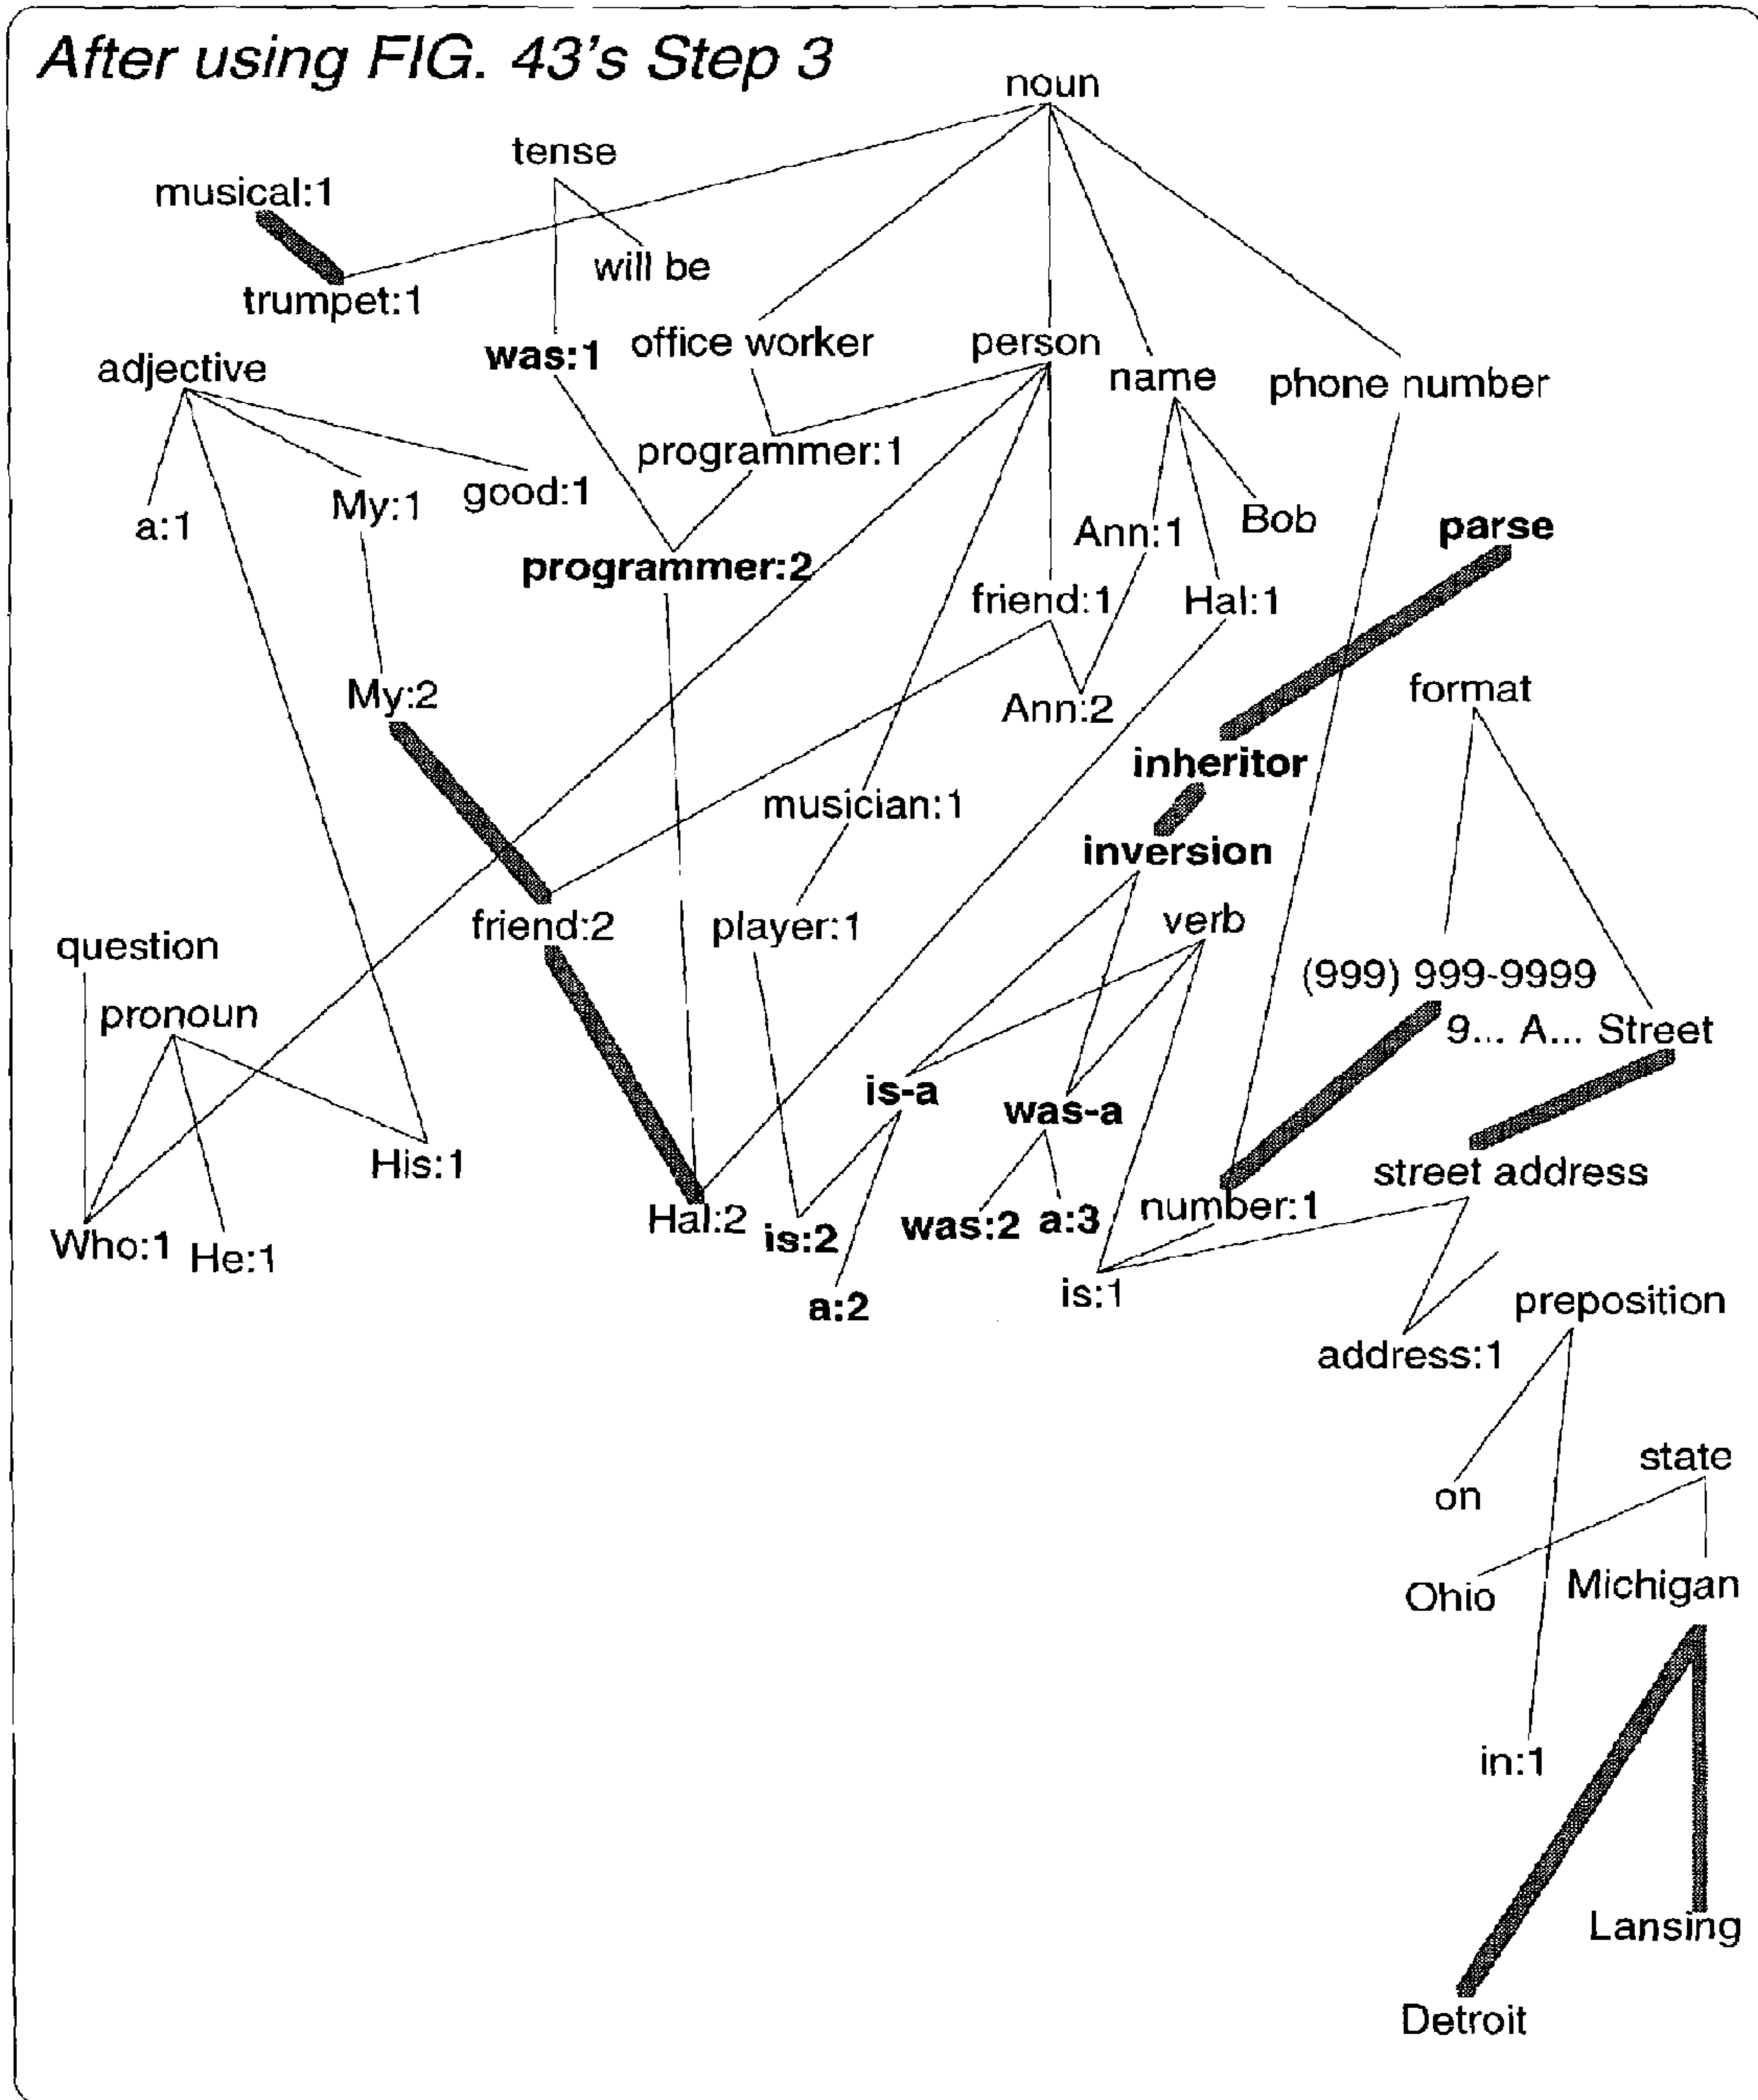 After using FIG. 43's Step 3
noun
tense
musical:1
will be
trumpet:1
was:1
office worker
person
adjective
name
phone number
programmer:1
a:1
My:1
good:1
Ann:1
Bob
parse
programmer:2
friend:1
Hal:1
My:2
Ann:2
format
inheritor
musician:1
inversion
friend:2
player:1
verb
question
(999) 999-9999
pronoun
9... A... Street
is-a
was-a
His:1
street address
Who:1
He:1
Hal:2
is:2
was:2
a:3
number:1
a:2
is:1
preposition
address:1
state
on
Ohio
Michigan
in:1
Lansing
Detroit